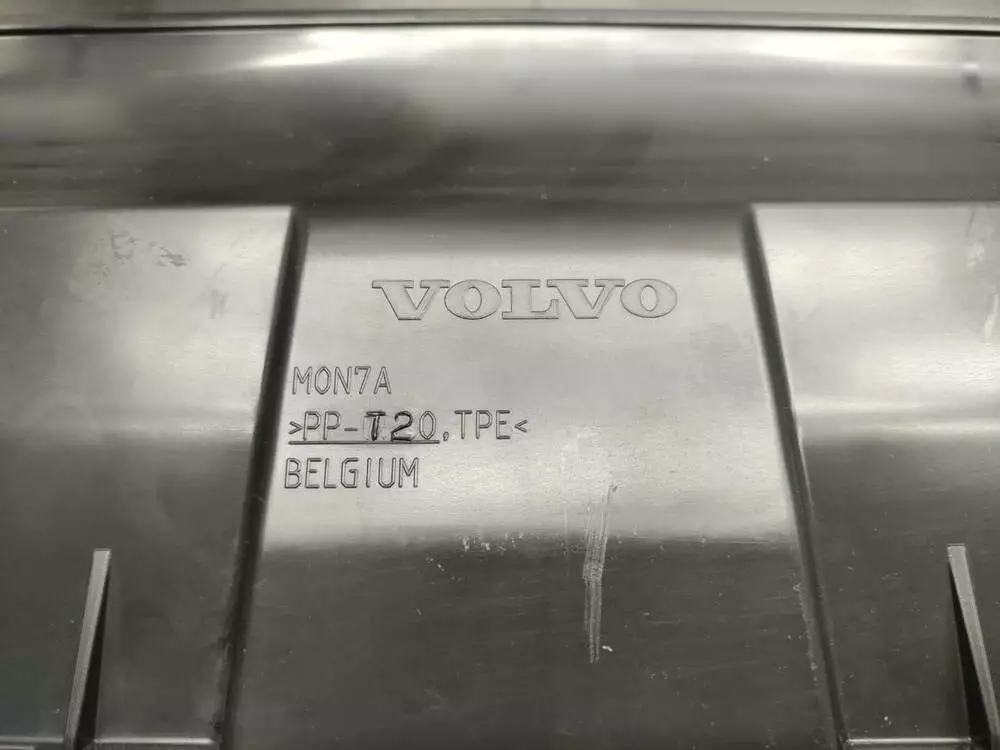 VOLVO
MON7A
>PP-T20,TPE<
BELGIUM